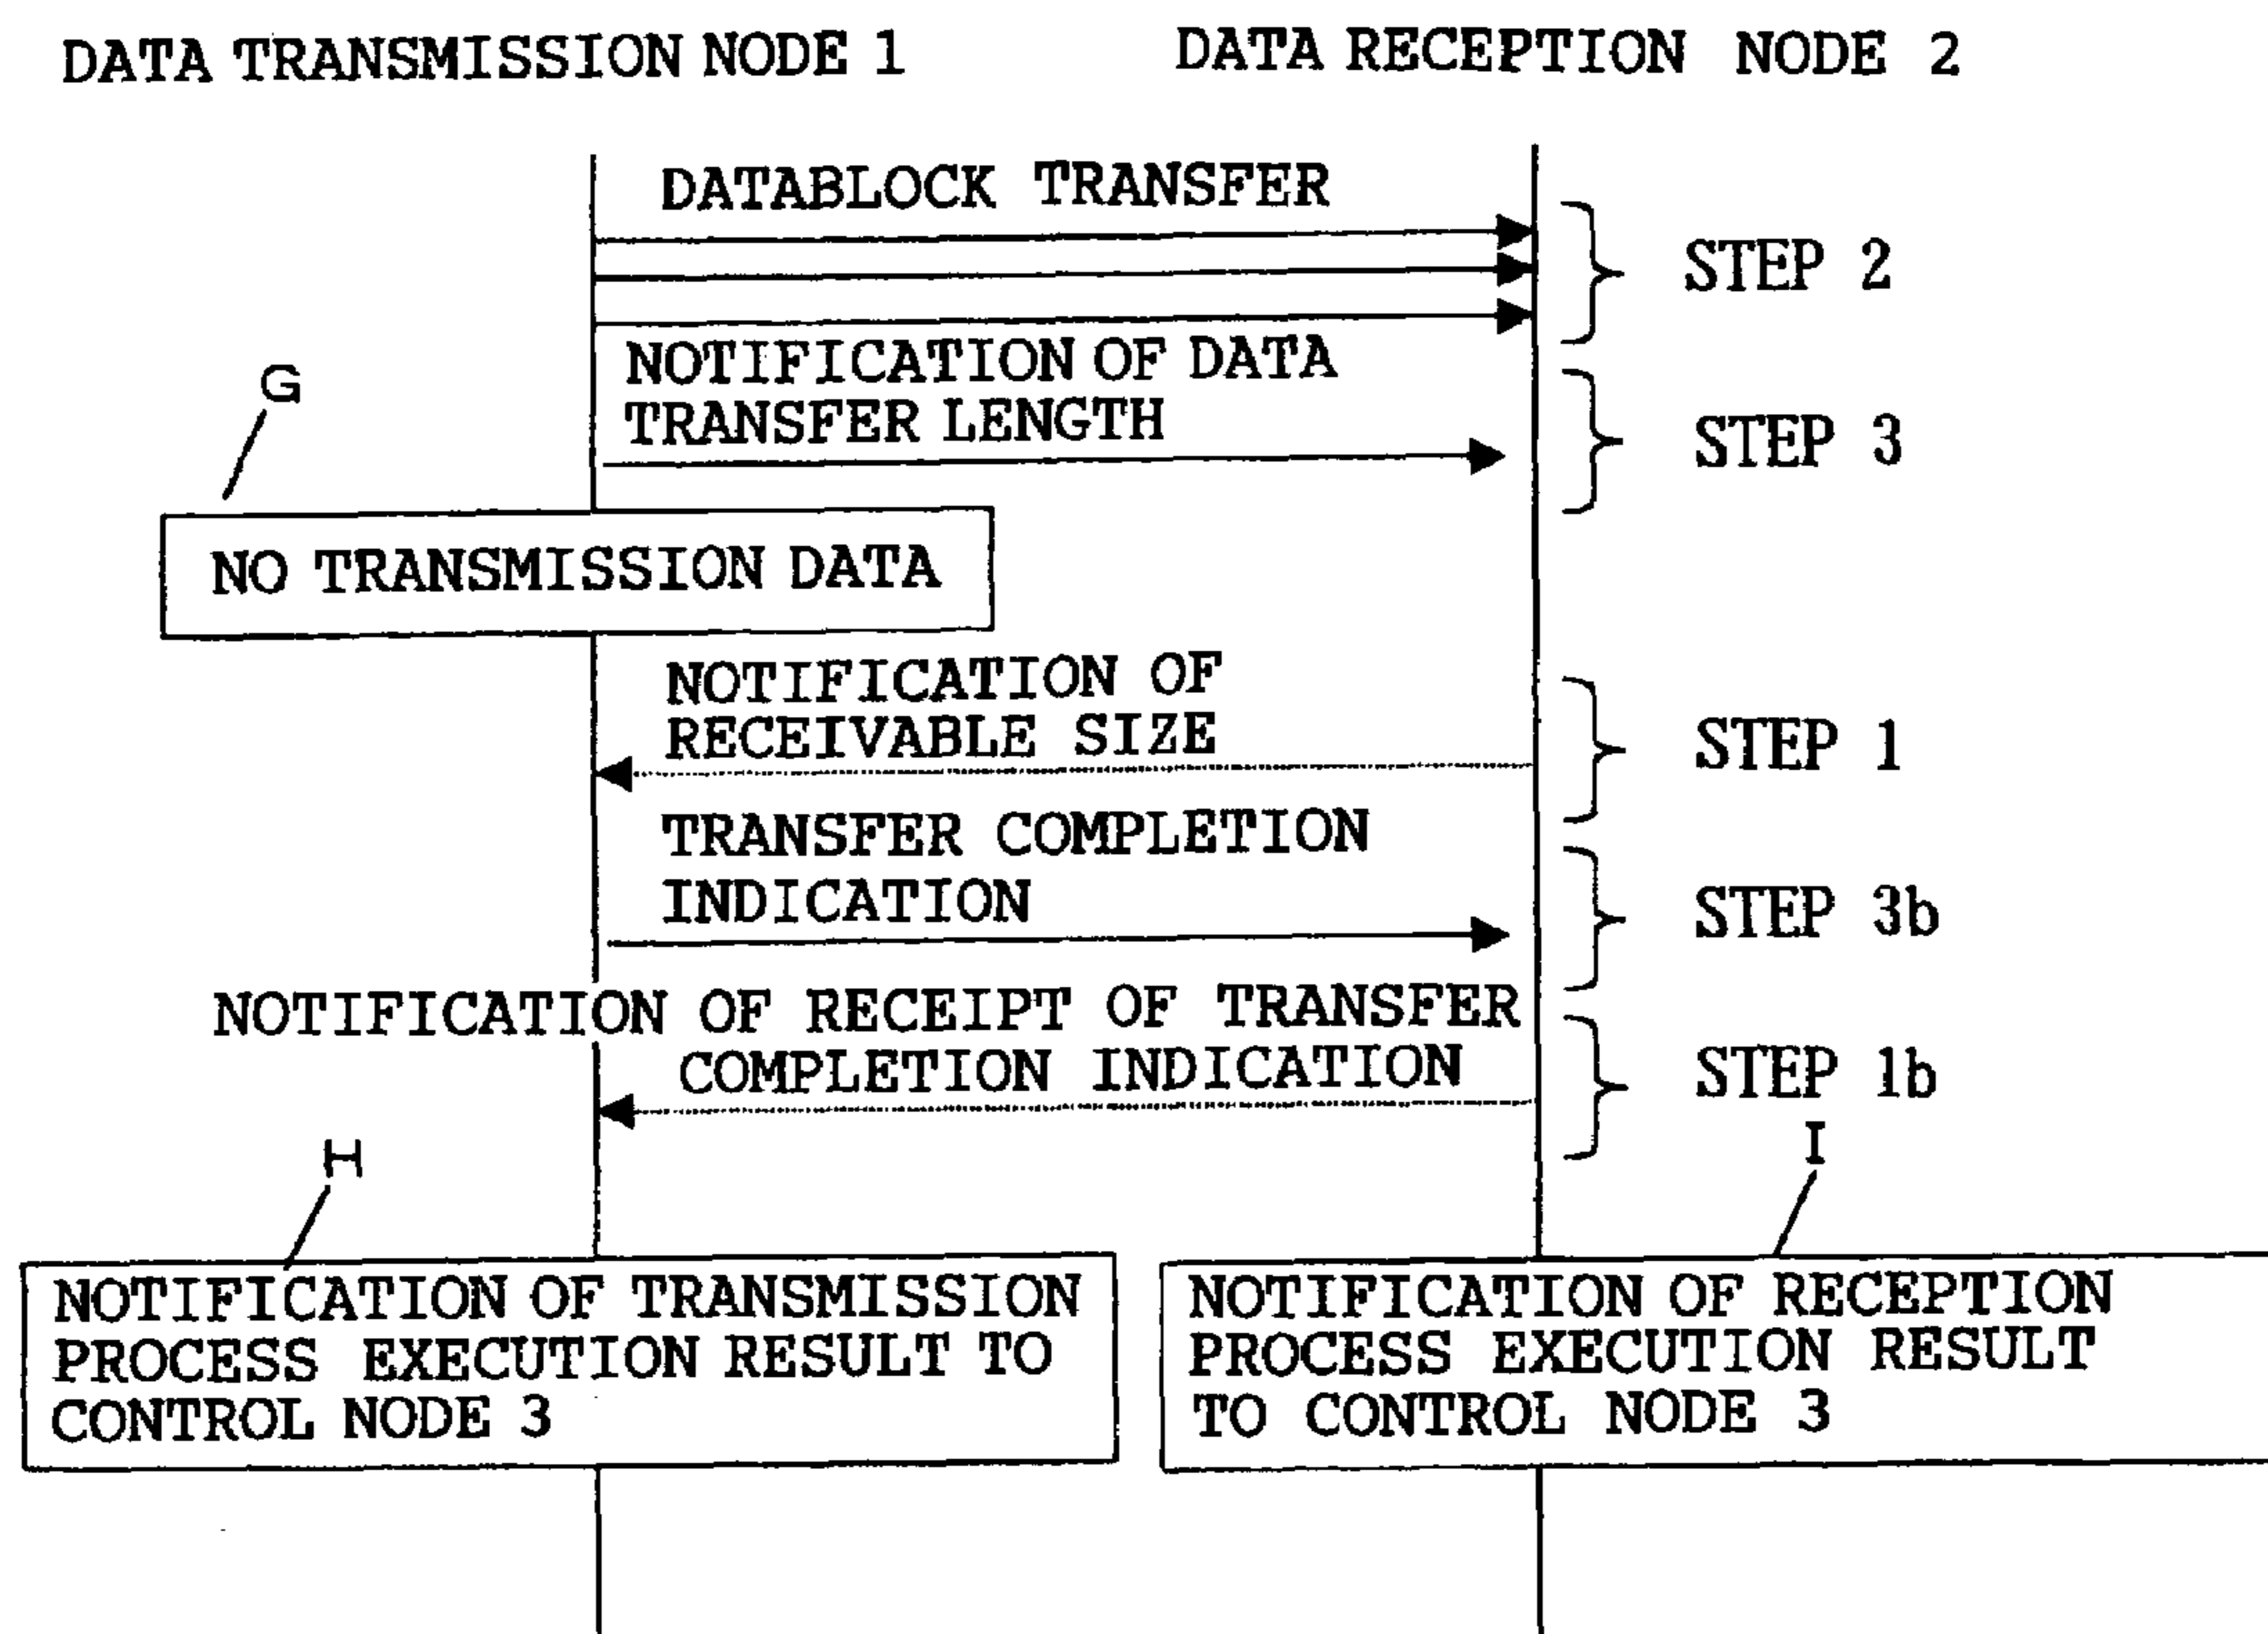 DATA TRANSMISSION NODE 1
DATA RECEPTION NODE 2
DATABLOCK TRANSFER
STEP 2
NOTIFICATION OF DATA
TRANSFER LENGTH
STEP 3
G
NO TRANSMISSION DATA
NOTIFICATION OF
RECEIVABLE SIZE
STEP 1
TRANSFER COMPLETION
INDICATION
STEP 3b
NOTIFICATION OF RECEIPT OF TRANSFER
COMPLETION INDICATION
STEP 1b
H
I
NOTIFICATION OF TRANSMISSION
PROCESS EXECUTION RESULT TO
CONTROL NODE 3
NOTIFICATION OF RECEPTION
PROCESS EXECUTION RESULT
TO CONTROL NODE 3